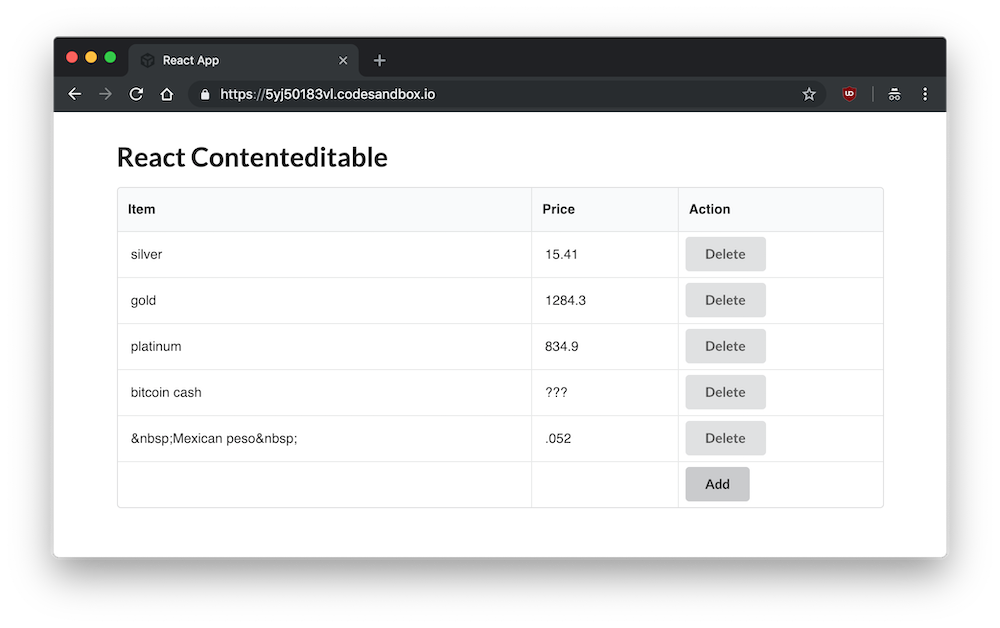 React App
https://5yj50183vl.codesandbox.io
UD
React Contenteditable
Item Price Action
silver 15.41 Delete
gold 1284.3 Delete
platinum 834.9 Delete
bitcoin cash ??? Delete
&nbsp;Mexican peso&nbsp; .052 Delete
Add